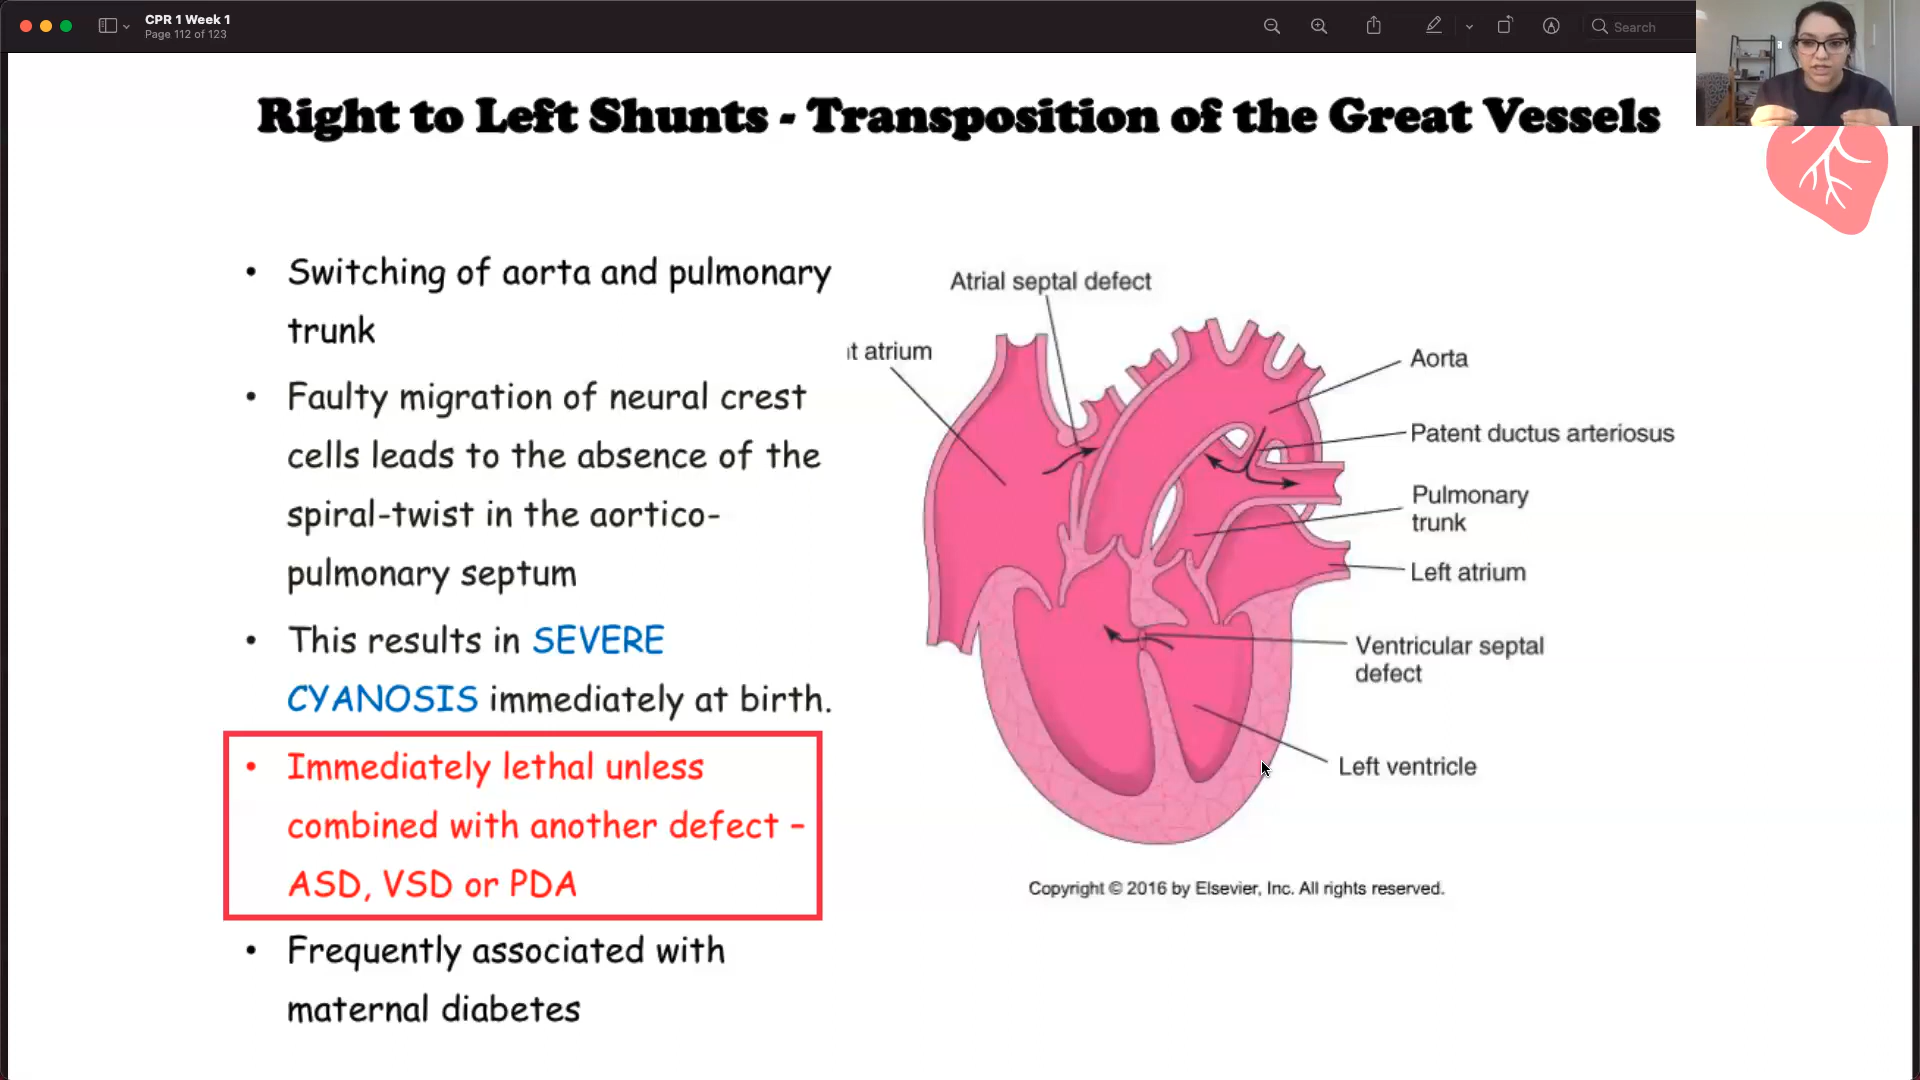 CPR 1 Week 1
Page 112 of 123
Search
Right to Left Shunts - Transposition of the Great Vessels
• Switching of aorta and pulmonary
trunk
• Faulty migration of neural crest
cells leads to the absence of the
spiral-twist in the aortico-
pulmonary septum
• This results in SEVERE
CYANOSIS immediately at birth.
• Immediately lethal unless
combined with another defect –
ASD, VSD or PDA
• Frequently associated with
maternal diabetes
Atrial septal defect
t atrium
Aorta
Patent ductus arteriosus
Pulmonary
trunk
Left atrium
Ventricular septal
defect
Left ventricle
Copyright © 2016 by Elsevier, Inc. All rights reserved.